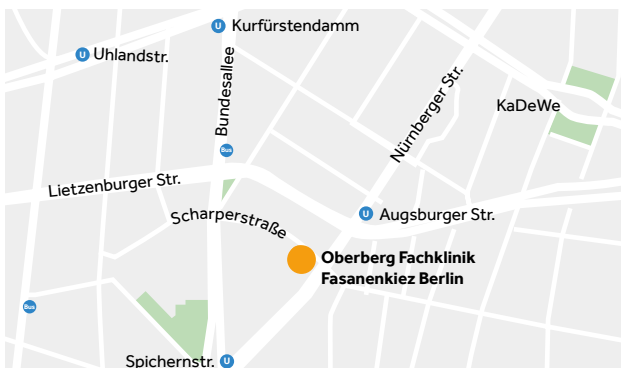 U Kurfürstendamm
U Uhlandstr.
Bundesallee
Nürnberger Str.
KaDeWe
Bus
Lietzenburger Str.
Scharperstraße
U Augsburger Str.
Oberberg Fachklinik
Fasanenkiez Berlin
Bus
Spichernstr. U